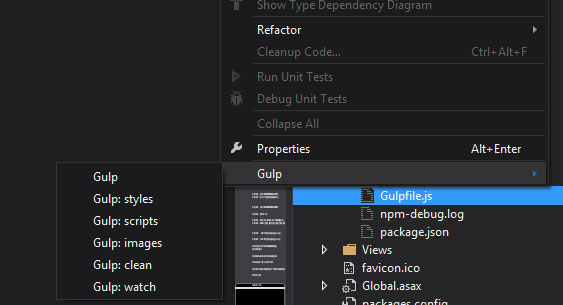 Show Type Dependency Diagram
Refactor
Cleanup Code... Ctrl+Alt+F
Run Unit Tests
Debug Unit Tests
Collapse All
Properties Alt+Enter
Gulp
Gulp
Gulp: styles
Gulp: scripts
Gulp: images
Gulp: clean
Gulp: watch
Gulpfile.js
npm-debug.log
package.json
Views
favicon.ico
Global.asax
packages.config